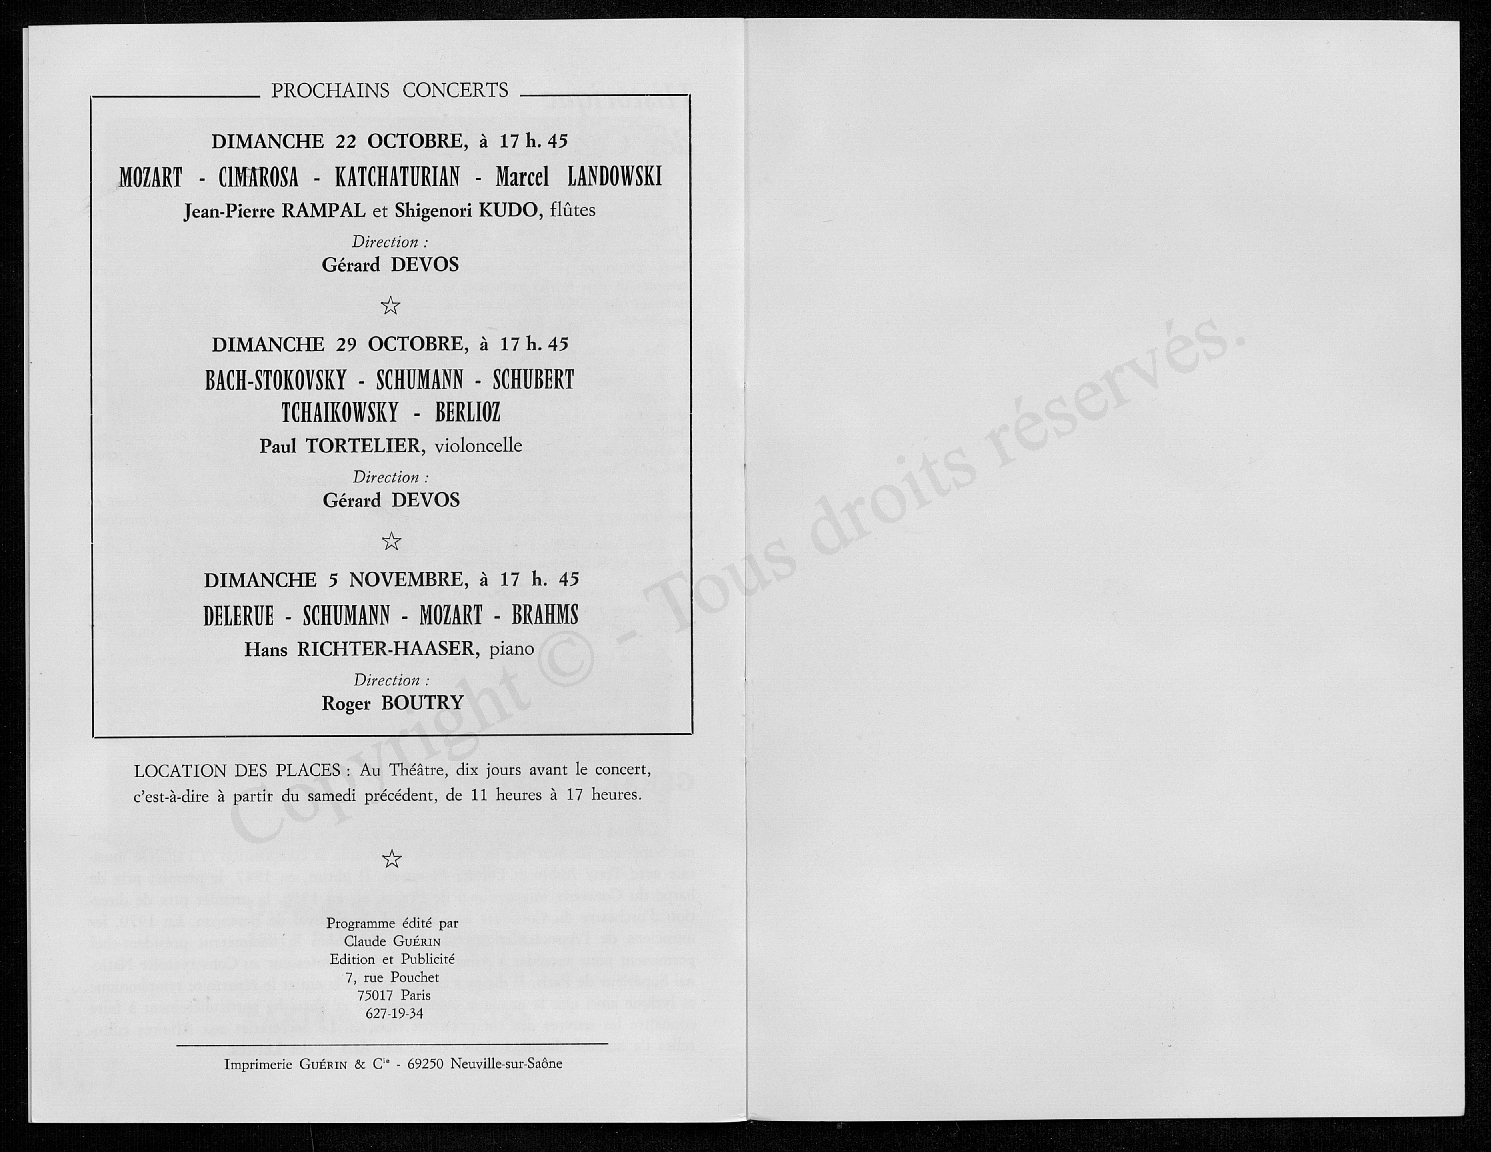 PROCHAINS CONCERTS
DIMANCHE 22 OCTOBRE, à 17 h. 45
MOZART - CIMAROSA - KATCHATURIAN - Marcel LANDOWSKI
Jean-Pierre RAMPAL et Shigenori KUDO, flûtes
Direction :
Gérard DEVOS
☆
DIMANCHE 29 OCTOBRE, à 17 h. 45
BACH-STOKOVSKY - SCHUMANN - SCHUBERT
TCHAIKOWSKY - BERLIOZ
Paul TORTELIER, violoncelle
Direction :
Gérard DEVOS
☆
DIMANCHE 5 NOVEMBRE, à 17 h. 45
DELERUE - SCHUMANN - MOZART - BRAHMS
Hans RICHTER-HAASER, piano
Direction :
Roger BOUTRY
LOCATION DES PLACES : Au Théâtre, dix jours avant le concert,
c'est-à-dire à partir du samedi précédent, de 11 heures à 17 heures.
☆
Programme édité par
Claude GUÉRIN
Edition et Publicité
7, rue Pouchet
75017 Paris
627-19-34
Imprimerie GUÉRIN & Cie - 69250 Neuville-sur-Saône
Copyright © - Tous droits réservés.